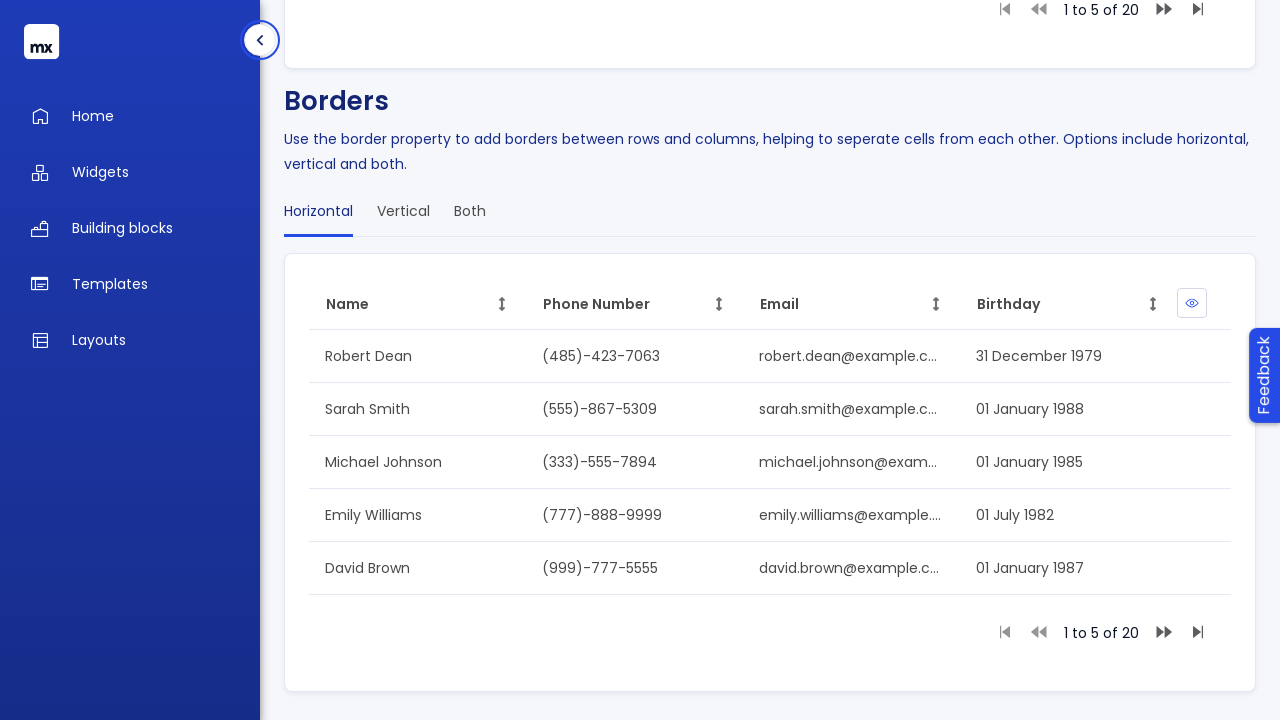 1 to 5 of 20
mx
Home
Widgets
Building blocks
Templates
Layouts
Borders
Use the border property to add borders between rows and columns, helping to seperate cells from each other. Options include horizontal,
vertical and both.
Horizontal Vertical Both
Name Phone Number Email Birthday
Robert Dean (485)-423-7063 robert.dean@example.c... 31 December 1979
Sarah Smith (555)-867-5309 sarah.smith@example.c... 01 January 1988
Michael Johnson (333)-555-7894 michael.johnson@exam... 01 January 1985
Emily Williams (777)-888-9999 emily.williams@example.... 01 July 1982
David Brown (999)-777-5555 david.brown@example.c... 01 January 1987
1 to 5 of 20
Feedback